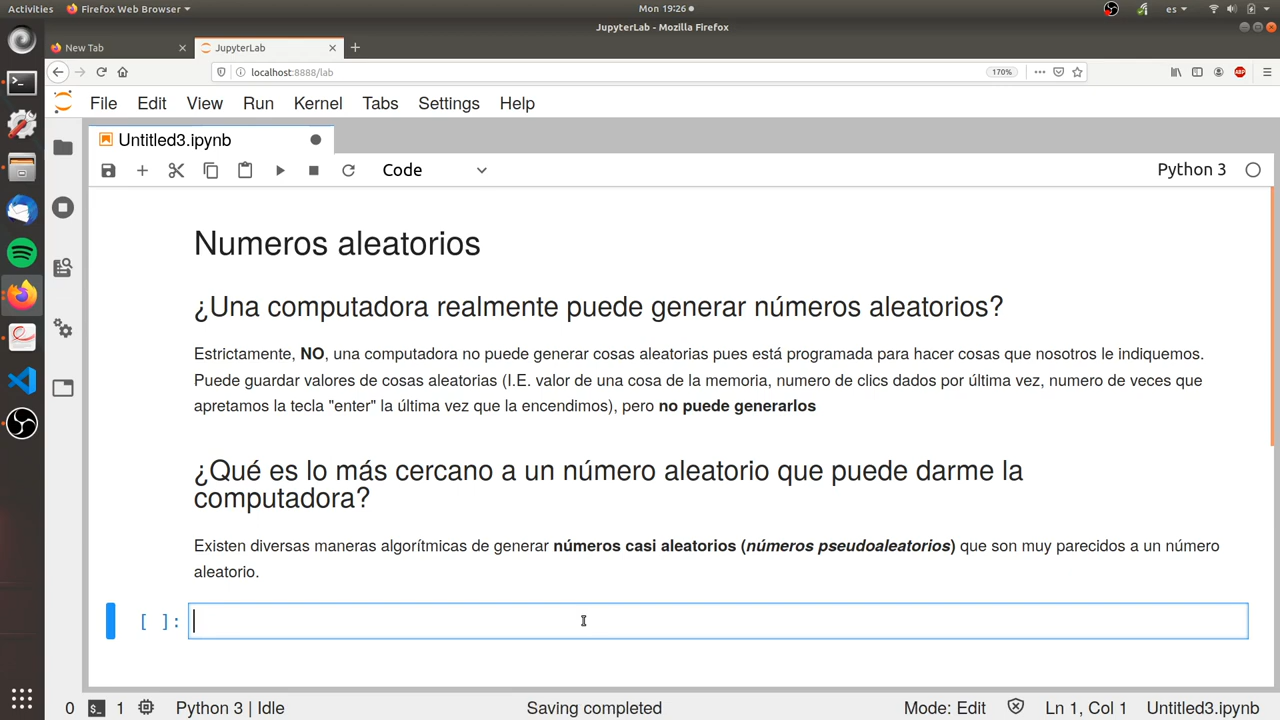 Activities Firefox Web Browser Mon 19:26 es
JupyterLab - Mozilla Firefox
New Tab JupyterLab
localhost:8888/lab 170% ABP
File Edit View Run Kernel Tabs Settings Help
Untitled3.ipynb
Code Python 3
Numeros aleatorios
¿Una computadora realmente puede generar números aleatorios?
Estrictamente, NO, una computadora no puede generar cosas aleatorias pues está programada para hacer cosas que nosotros le indiquemos.
Puede guardar valores de cosas aleatorias (I.E. valor de una cosa de la memoria, numero de clics dados por última vez, numero de veces que
apretamos la tecla "enter" la última vez que la encendimos), pero no puede generarlos
¿Qué es lo más cercano a un número aleatorio que puede darme la
computadora?
Existen diversas maneras algorítmicas de generar números casi aleatorios (números pseudoaleatorios) que son muy parecidos a un número
aleatorio.
[ ]:
0 1 Python 3 | Idle Saving completed Mode: Edit Ln 1, Col 1 Untitled3.ipynb